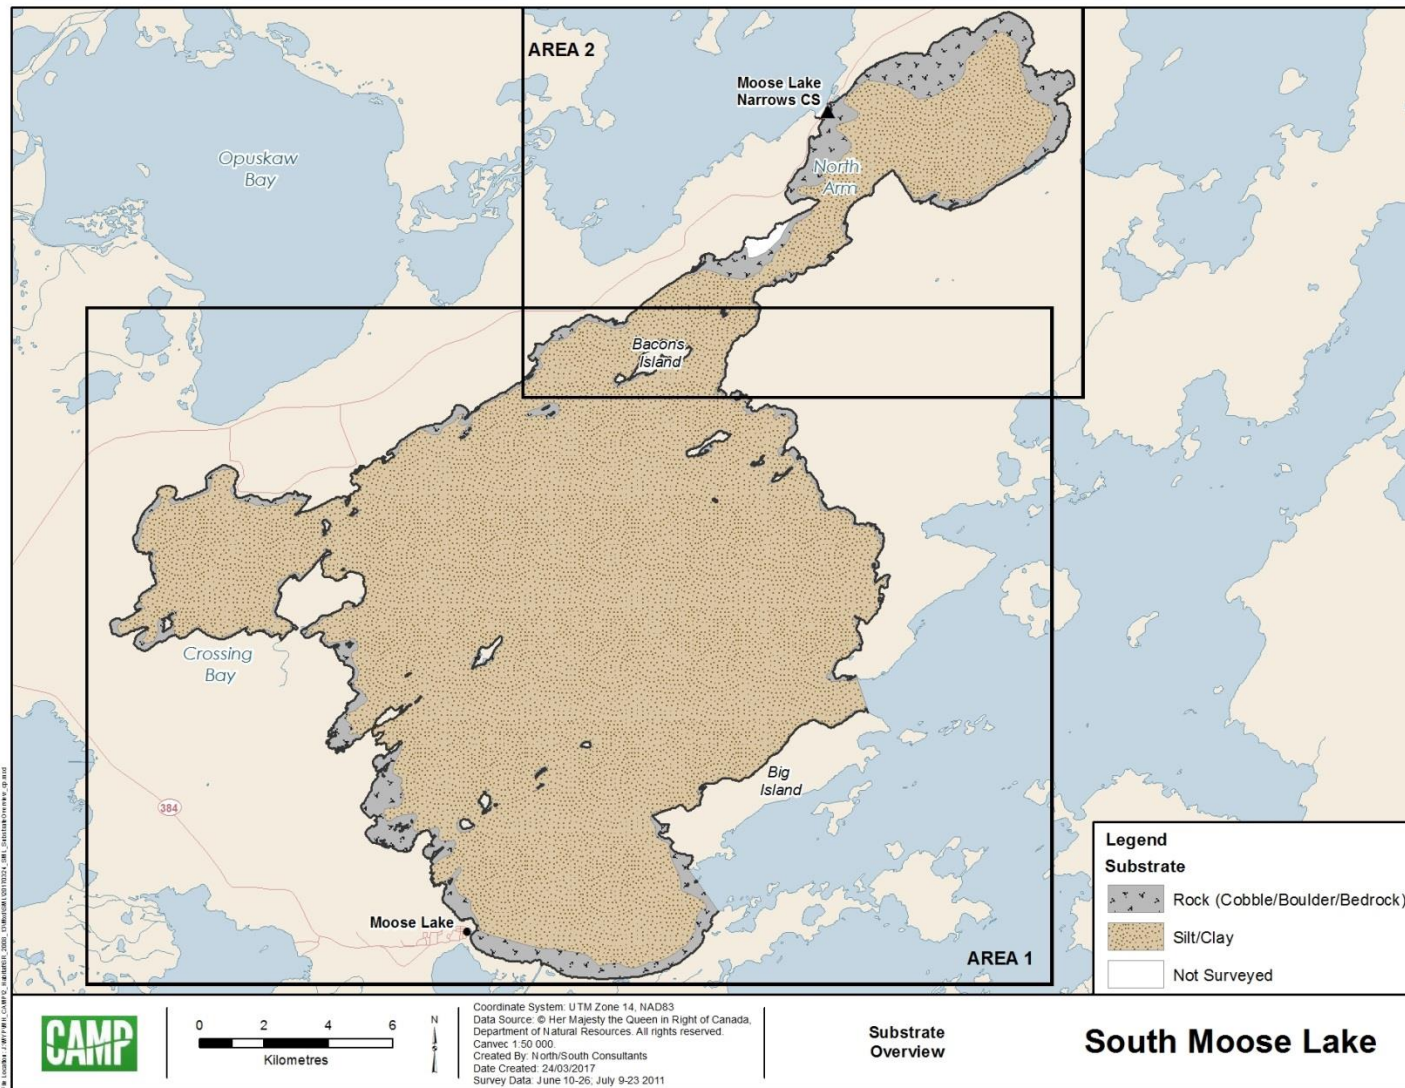 AREA 2
Moose Lake
Narrows CS
Opuskaw
Bay
North
Arm
Bacons
Island
Crossing
Bay
Big
Island
384
Moose Lake
AREA 1
Legend
Substrate
Rock (Cobble/Boulder/Bedrock)
Silt/Clay
Not Surveyed
CAMP
0 2 4 6
Kilometres
N
Coordinate System: UTM Zone 14, NAD83
Data Source: © Her Majesty the Queen in Right of Canada,
Department of Natural Resources. All rights reserved.
Canvec 1:50 000.
Created By: North/South Consultants
Date Created: 24/03/2017
Survey Data: June 10-26, July 9-23 2011
Substrate
Overview
South Moose Lake